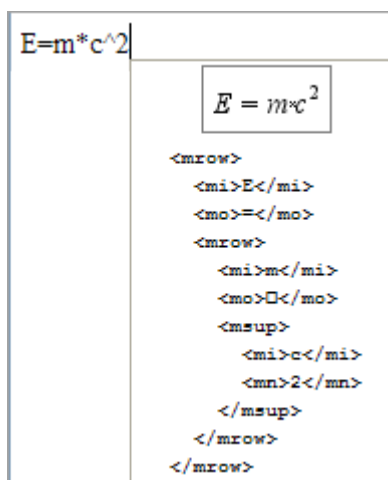 E=m*c^2
E = m·c²
<mrow>
<mi>E</mi>
<mo>=</mo>
<mrow>
<mi>m</mi>
<mo>□</mo>
<msup>
<mi>c</mi>
<mn>2</mn>
</msup>
</mrow>
</mrow>